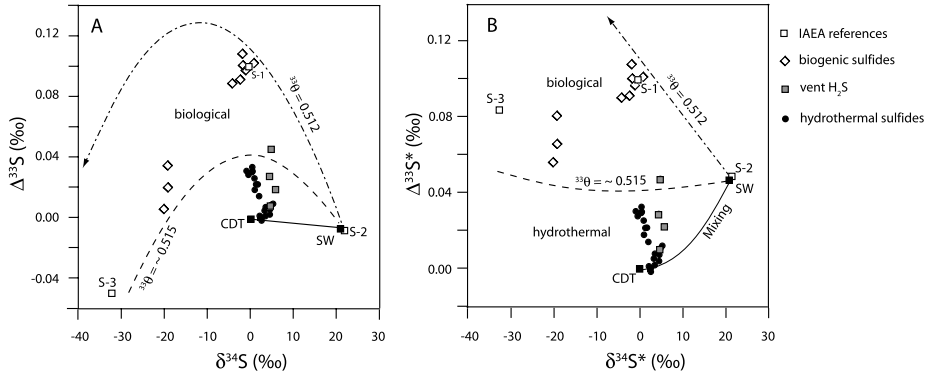 A
0.12
0.08
0.04
0.00
-0.04
Δ³³S (‰)
S-1
³³θ = 0.512
biological
CDT
SW
S-2
S-3
³³θ = ~ 0.515
-40 -30 -20 -10 0 10 20 30
δ³⁴S (‰)
B
0.12
0.08
0.04
0.00
Δ³³S* (‰)
biological
S-1
³³θ = 0.512
S-3
S-2
SW
³³θ = ~ 0.515
hydrothermal
Mixing
CDT
-40 -30 -20 -10 0 10 20 30
δ³⁴S* (‰)
IAEA references
biogenic sulfides
vent H₂S
hydrothermal sulfides